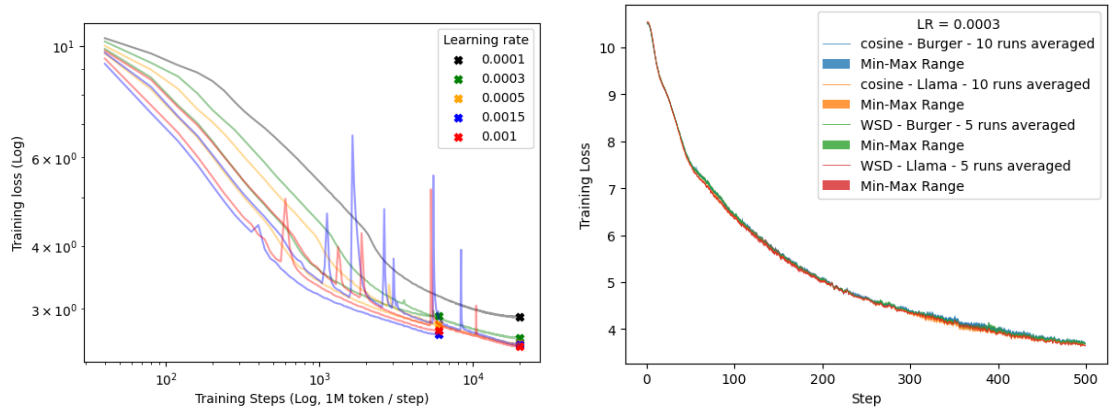 10¹
6 × 10⁰
4 × 10⁰
3 × 10⁰
Training loss (Log)
Learning rate
0.0001
0.0003
0.0005
0.0015
0.001
10²
10³
10⁴
Training Steps (Log, 1M token / step)
10
9
8
7
6
5
4
Training Loss
LR = 0.0003
cosine - Burger - 10 runs averaged
Min-Max Range
cosine - Llama - 10 runs averaged
Min-Max Range
WSD - Burger - 5 runs averaged
Min-Max Range
WSD - Llama - 5 runs averaged
Min-Max Range
0
100
200
300
400
500
Step